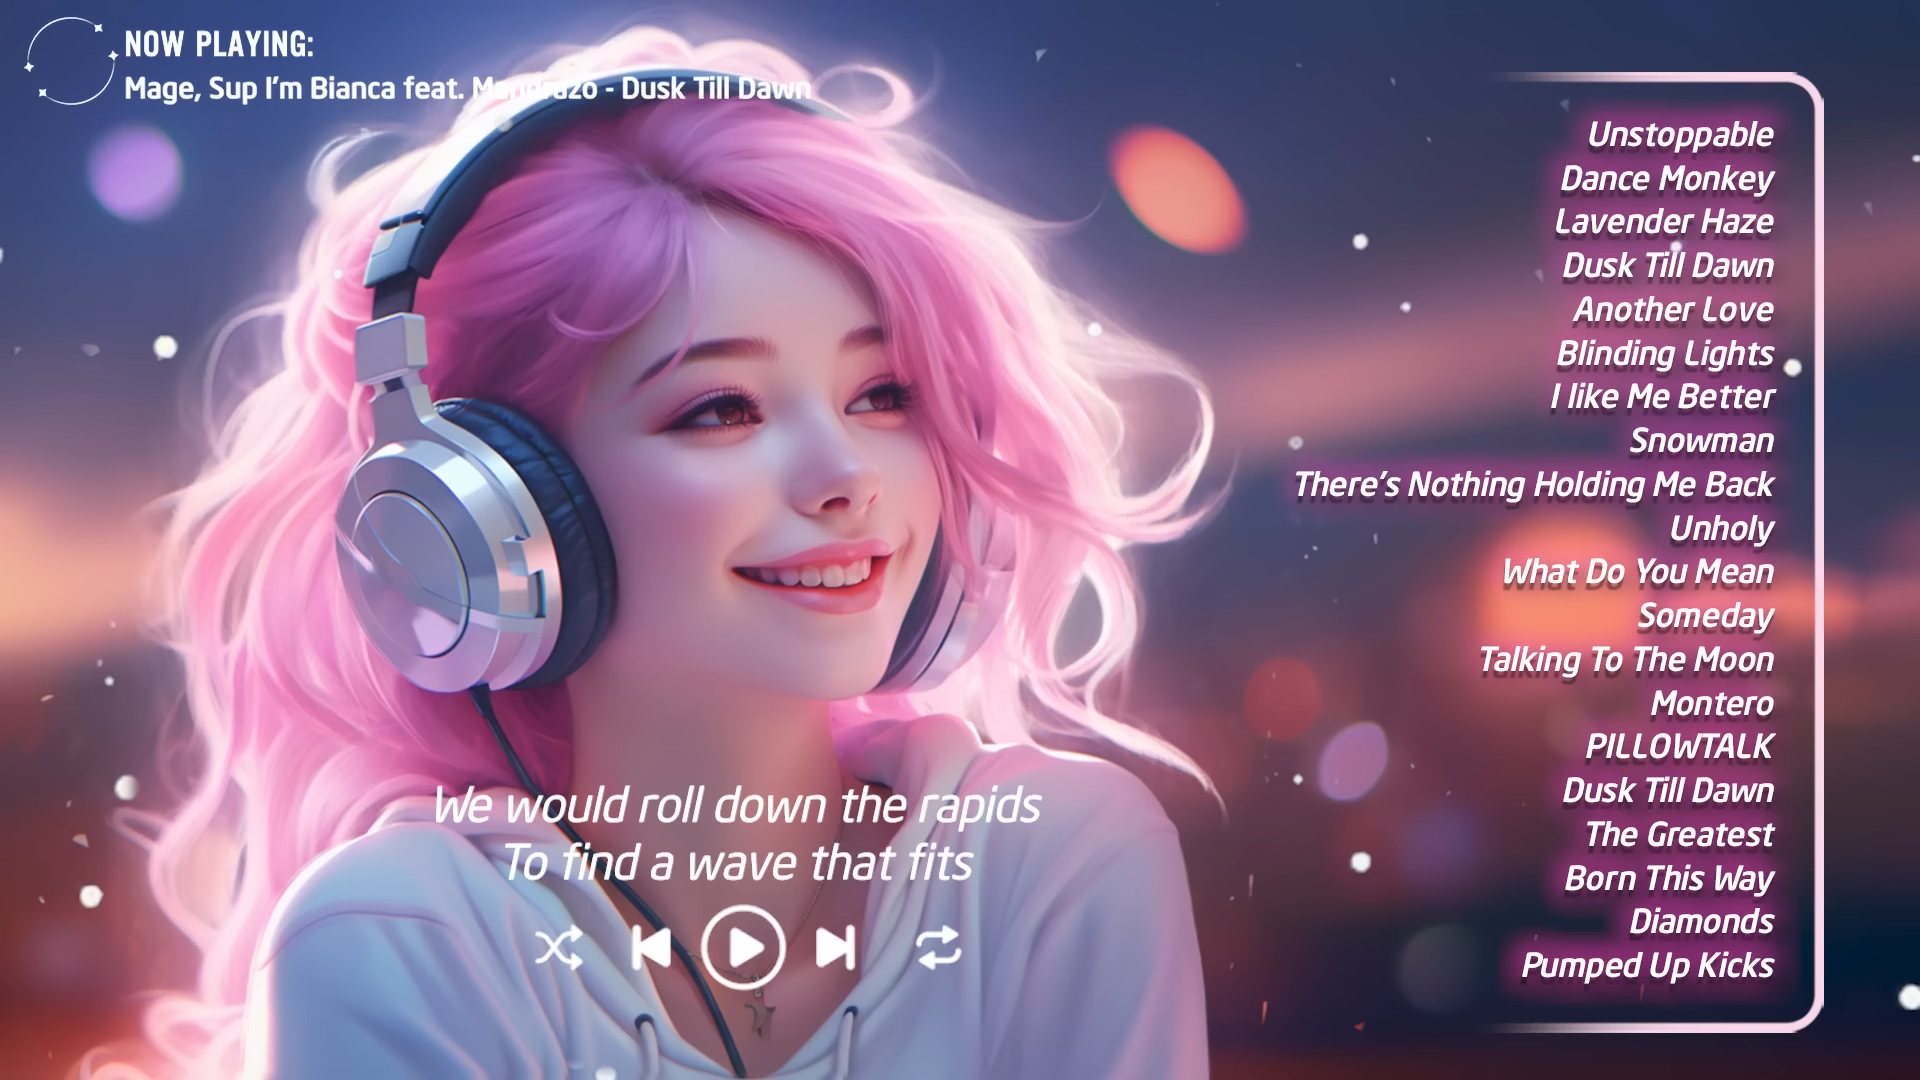 NOW PLAYING:
Mage, Sup I'm Bianca feat. Mandrazo - Dusk Till Dawn
Unstoppable
Dance Monkey
Lavender Haze
Dusk Till Dawn
Another Love
Blinding Lights
I like Me Better
Snowman
There's Nothing Holding Me Back
Unholy
What Do You Mean
Someday
Talking To The Moon
Montero
PILLOWTALK
Dusk Till Dawn
The Greatest
Born This Way
Diamonds
Pumped Up Kicks
We would roll down the rapids
To find a wave that fits